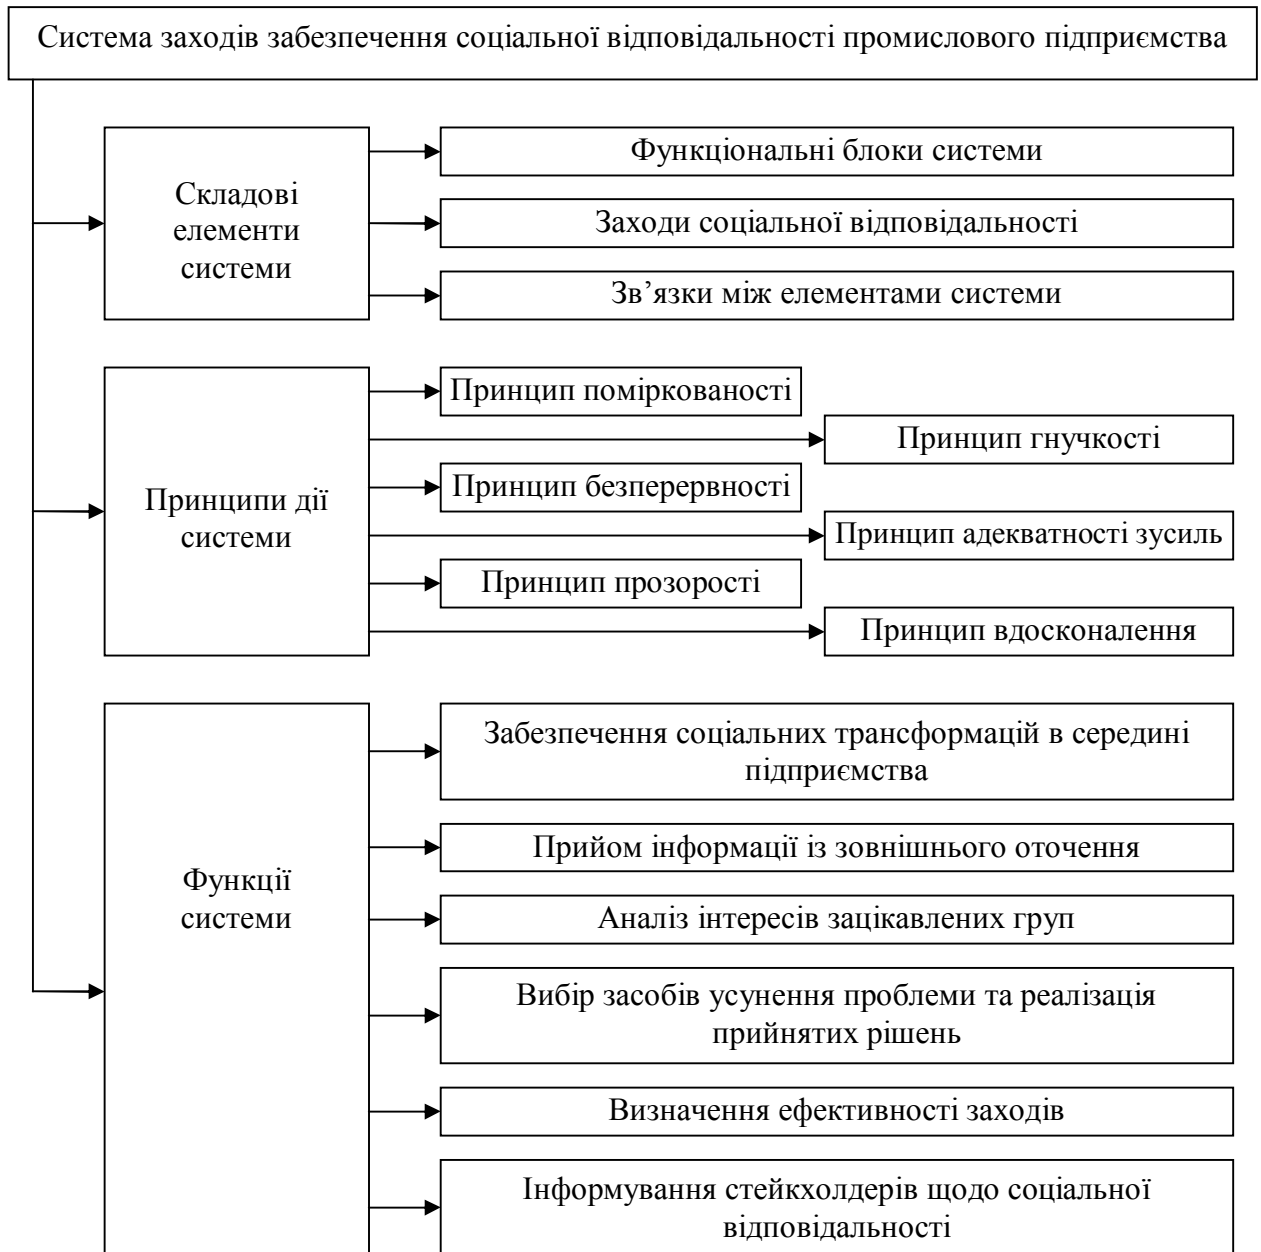 Система заходів забезпечення соціальної відповідальності промислового підприємства
Складові
елементи
системи
Функціональні блоки системи
Заходи соціальної відповідальності
Зв’язки між елементами системи
Принципи дії
системи
Принцип поміркованості
Принцип гнучкості
Принцип безперервності
Принцип адекватності зусиль
Принцип прозорості
Принцип вдосконалення
Функції
системи
Забезпечення соціальних трансформацій в середині
підприємства
Прийом інформації із зовнішнього оточення
Аналіз інтересів зацікавлених груп
Вибір засобів усунення проблеми та реалізація
прийнятих рішень
Визначення ефективності заходів
Інформування стейкхолдерів щодо соціальної
відповідальності